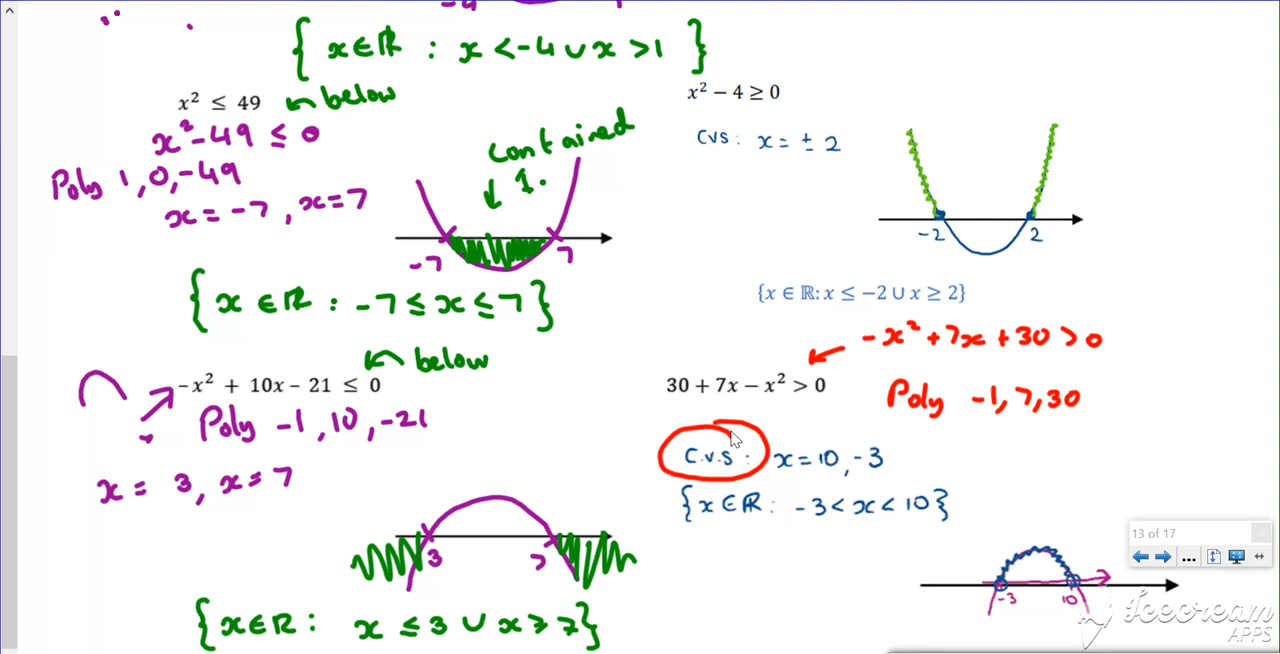 -4
{ x ∈ ℝ : x < -4 ∪ x > 1 }
x² ≤ 49
below
x² - 49 ≤ 0
Poly 1, 0, -49
x = -7, x = 7
contained
1.
-7
7
{ x ∈ ℝ : -7 ≤ x ≤ 7 }
below
-x² + 10x - 21 ≤ 0
Poly -1, 10, -21
x = 3, x = 7
3
7
{ x ∈ ℝ : x ≤ 3 ∪ x ≥ 7 }
x² - 4 ≥ 0
CVS: x = ± 2
-2
2
{x ∈ ℝ: x ≤ -2 ∪ x ≥ 2}
-x² + 7x + 30 > 0
30 + 7x - x² > 0
Poly -1, 7, 30
C.V.S: x = 10, -3
{x ∈ ℝ: -3 < x < 10}
-3
10
13 of 17
Icecream
APPS